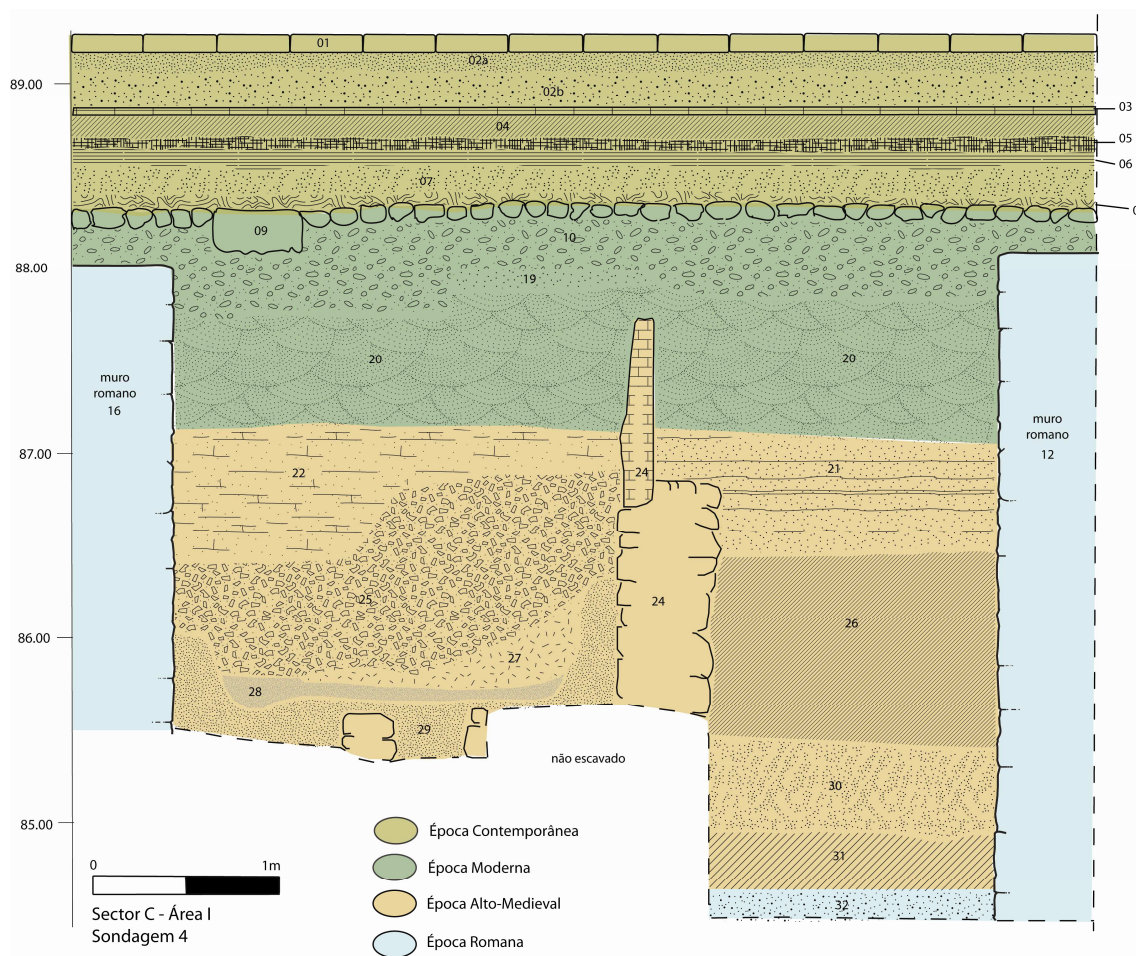 01
02a
89.00
02b
03
04
05
06
07
09
10
88.00
19
20
20
muro
romano
16
muro
romano
12
87.00
22
24
21
25
24
26
86.00
27
28
29
não escavado
30
85.00
31
32
Época Contemporânea
Época Moderna
Época Alto-Medieval
Época Romana
0 1m
Sector C - Área I
Sondagem 4